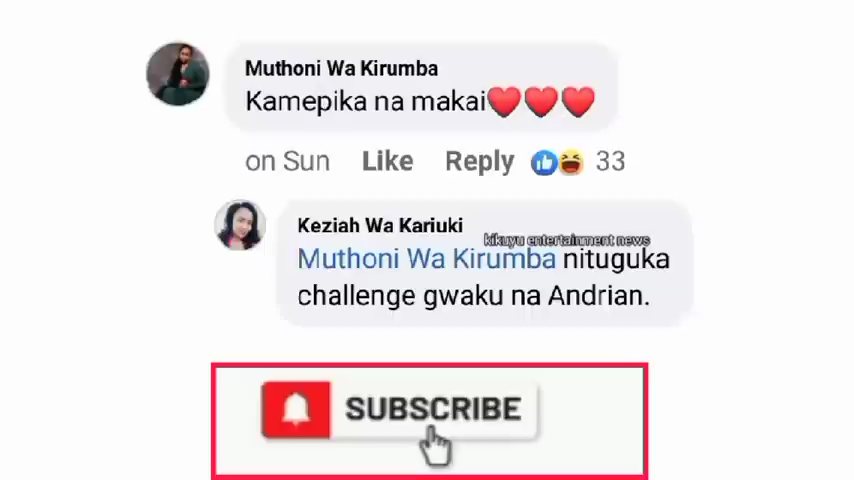 Muthoni Wa Kirumba
Kamepika na makai❤️❤️❤️
on Sun Like Reply 33
Keziah Wa Kariuki
kikuyu entertainment news
Muthoni Wa Kirumba nituguka
challenge gwaku na Andrian.
SUBSCRIBE